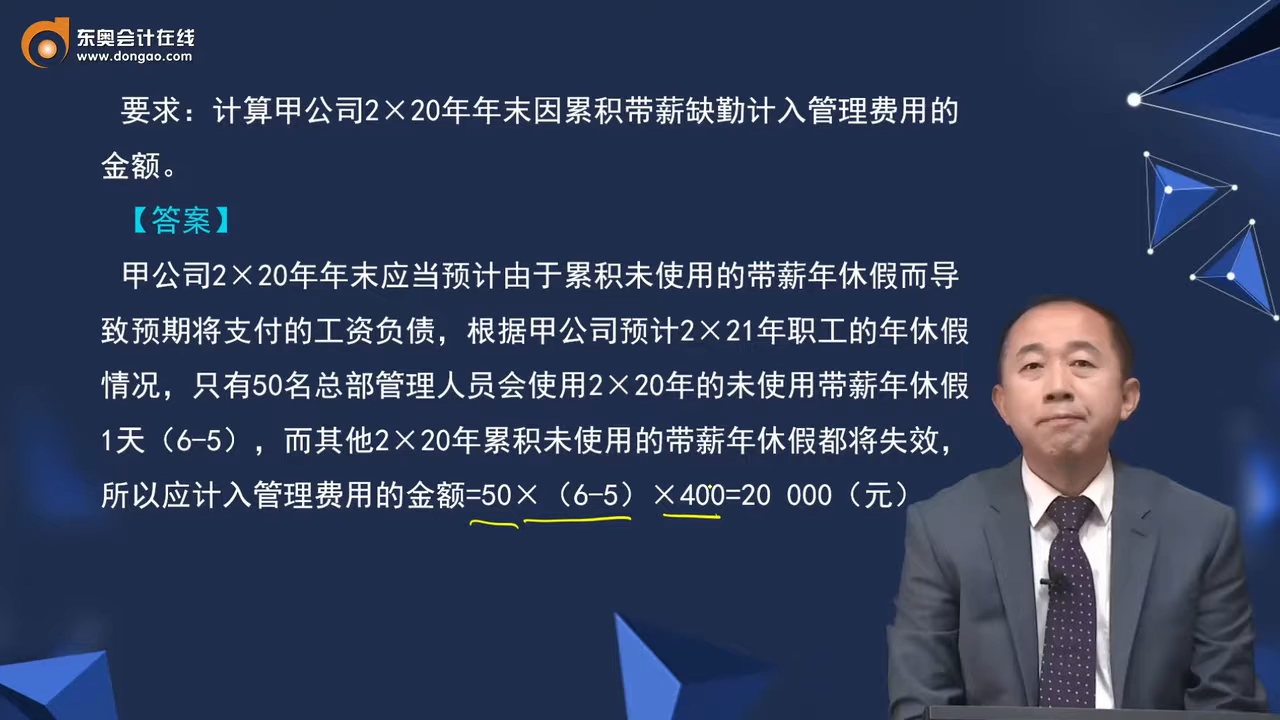 东奥会计在线
www.dongao.com
要求：计算甲公司2×20年年末因累积带薪缺勤计入管理费用的
金额。
【答案】
甲公司2×20年年末应当预计由于累积未使用的带薪年休假而导
致预期将支付的工资负债，根据甲公司预计2×21年职工的年休假
情况，只有50名总部管理人员会使用2×20年的未使用带薪年休假
1天（6-5），而其他2×20年累积未使用的带薪年休假都将失效，
所以应计入管理费用的金额=50×（6-5）×400=20 000（元）